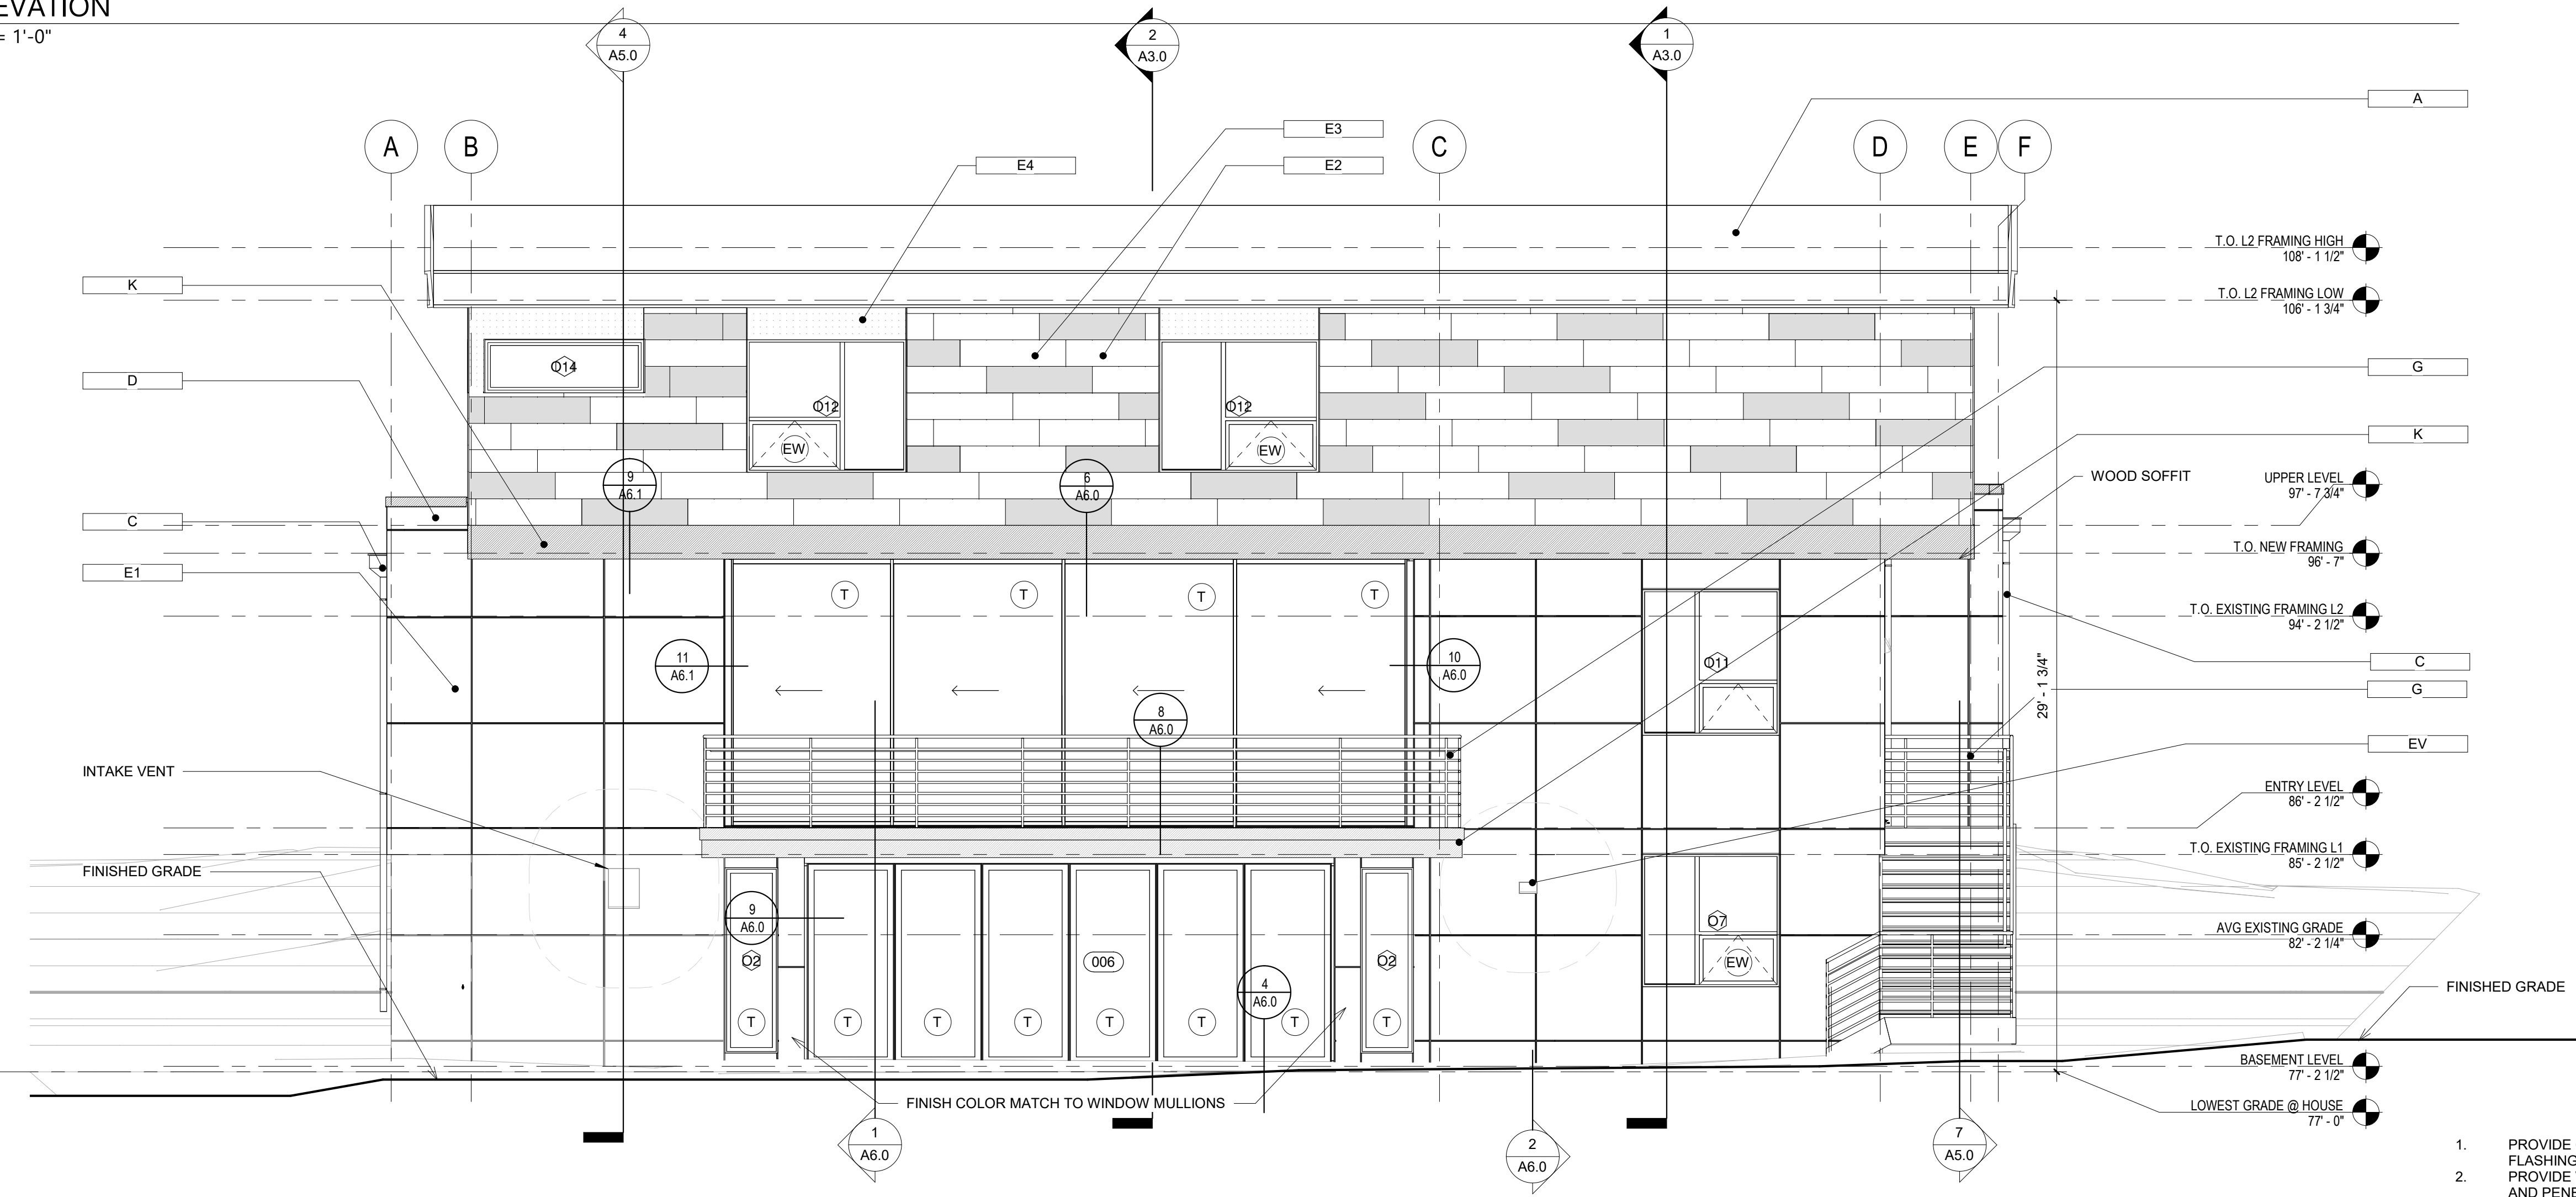 EVATION
= 1'-0"
4
A5.0
2
A3.0
1
A3.0
A
E3
A
B
C
D
E
F
E4
E2
T.O. L2 FRAMING HIGH
108' - 1 1/2"
K
T.O. L2 FRAMING LOW
106' - 1 3/4"
014
G
D
012
012
K
EW
EW
9
A6.1
6
A6.0
WOOD SOFFIT
UPPER LEVEL
97' - 7 3/4"
C
T.O. NEW FRAMING
96' - 7"
E1
T
T
T
T
T.O. EXISTING FRAMING L2
94' - 2 1/2"
11
A6.1
10
A6.0
011
C
29' - 1 3/4"
G
8
A6.0
EV
INTAKE VENT
ENTRY LEVEL
86' - 2 1/2"
T.O. EXISTING FRAMING L1
85' - 2 1/2"
FINISHED GRADE
9
A6.0
07
AVG EXISTING GRADE
82' - 2 1/4"
02
006
02
EW
4
A6.0
FINISHED GRADE
T
T
T
T
T
T
T
T
BASEMENT LEVEL
77' - 2 1/2"
FINISH COLOR MATCH TO WINDOW MULLIONS
LOWEST GRADE @ HOUSE
77' - 0"
1
A6.0
2
A6.0
7
A5.0
1. PROVIDE
FLASHING
2. PROVIDE
AND PENE